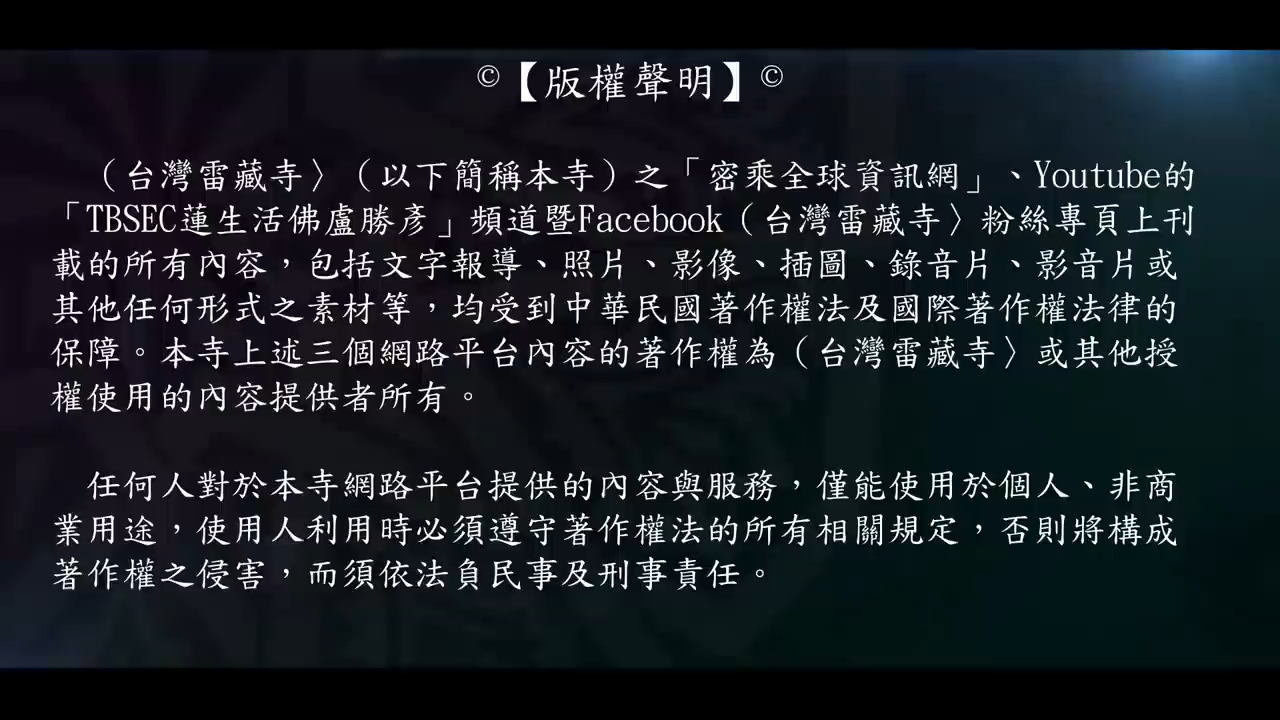 ©【版權聲明】©
（台灣雷藏寺〉（以下簡稱本寺）之「密乘全球資訊網」、Youtube的
「TBSEC蓮生活佛盧勝彥」頻道暨Facebook（台灣雷藏寺〉粉絲專頁上刊
載的所有內容，包括文字報導、照片、影像、插圖、錄音片、影音片或
其他任何形式之素材等，均受到中華民國著作權法及國際著作權法律的
保障。本寺上述三個網路平台內容的著作權為（台灣雷藏寺〉或其他授
權使用的內容提供者所有。
任何人對於本寺網路平台提供的內容與服務，僅能使用於個人、非商
業用途，使用人利用時必須遵守著作權法的所有相關規定，否則將構成
著作權之侵害，而須依法負民事及刑事責任。